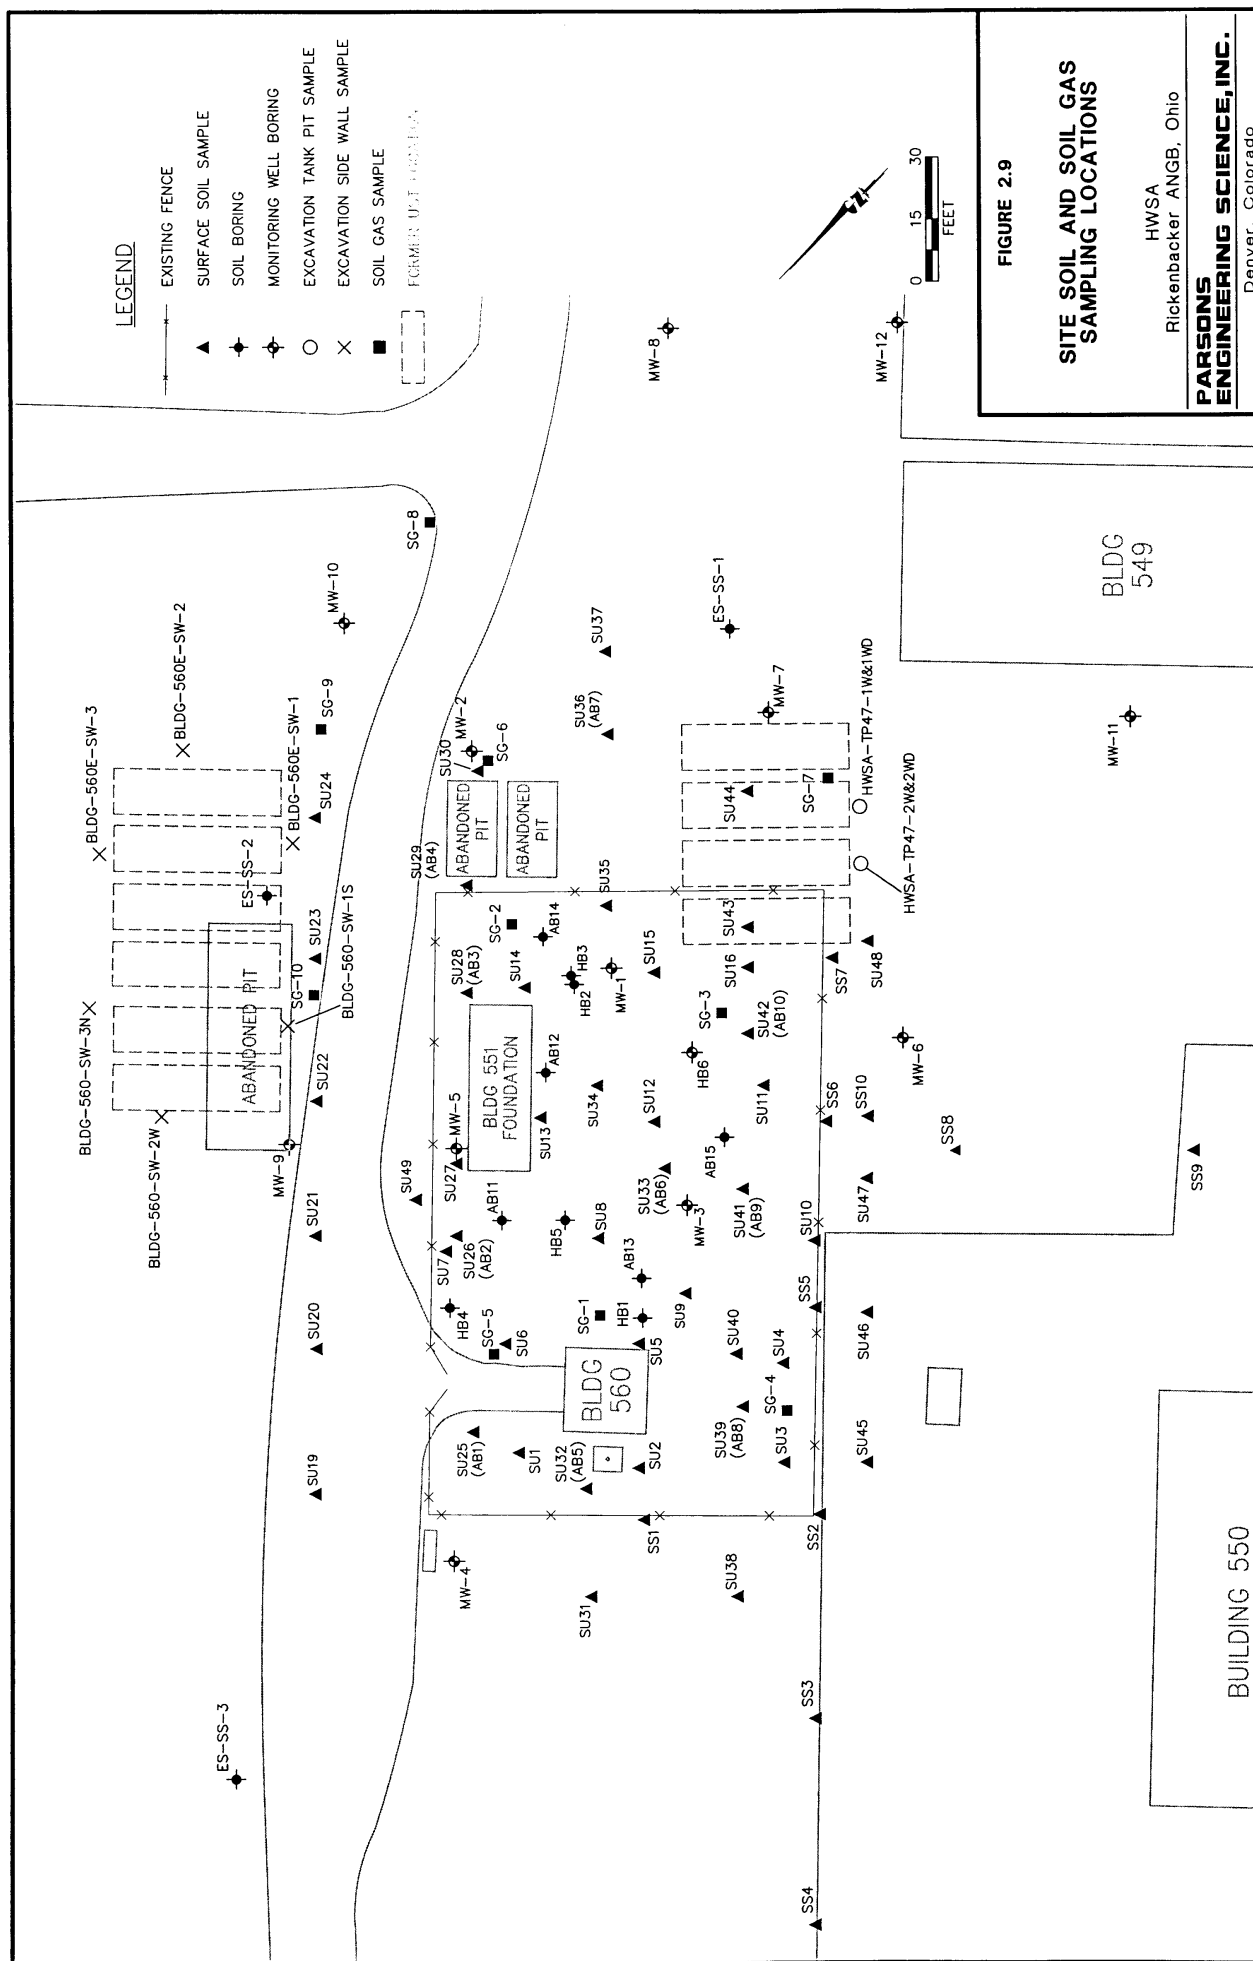 LEGEND
EXISTING FENCE
SURFACE SOIL SAMPLE
SOIL BORING
MONITORING WELL BORING
EXCAVATION TANK PIT SAMPLE
EXCAVATION SIDE WALL SAMPLE
SOIL GAS SAMPLE
FORMER UST
BLDG-560E-SW-3
BLDG-560E-SW-2
BLDG-560E-SW-1
SG-9
MW-10
SG-8
SU24
ES-SS-2
SU23
SG-10
BLDG-560-SW-1S
ABANDONED PIT
BLDG-560-SW-3N
BLDG-560-SW-2W
SU22
MW-9
SU21
SU20
SU19
ES-SS-3
MW-8
MW-12
SU37
ES-SS-1
SU36
(AB7)
MW-7
MW-2
SG-6
SU30
ABANDONED
PIT
ABANDONED
PIT
SU29
(AB4)
SU44
SG-7
HWSA-TP47-1W&1WD
HWSA-TP47-2W&2WD
SU35
SU43
SU48
SG-2
AB14
SU28
(AB3)
SU14
HB3
HB2
MW-1
SU15
SU16
SS7
SG-3
SU42
(AB10)
HB6
MW-6
BLDG 551
FOUNDATION
AB12
SU13
SU34
SU12
SU11
SS6
SS10
SS8
SS9
MW-5
SU27
SU49
AB15
SU33
(AB6)
MW-3
SU41
(AB9)
SU47
AB11
HB5
SU8
SU7
SU26
(AB2)
SU10
AB13
HB4
SG-5
SU6
SG-1
HB1
SU9
SU5
SU40
SU4
SS5
SU46
BLDG
560
SG-4
SU39
(AB8)
SU3
SU45
SU25
(AB1)
SU1
SU32
(AB5)
SU2
SS1
SS2
MW-4
SU31
SU38
SS3
SS4
BLDG
549
MW-11
BUILDING 550
N
0
15
30
FEET
FIGURE 2.9
SITE SOIL AND SOIL GAS
SAMPLING LOCATIONS
HWSA
Rickenbacker ANGB, Ohio
PARSONS
ENGINEERING SCIENCE, INC.
Denver, Colorado